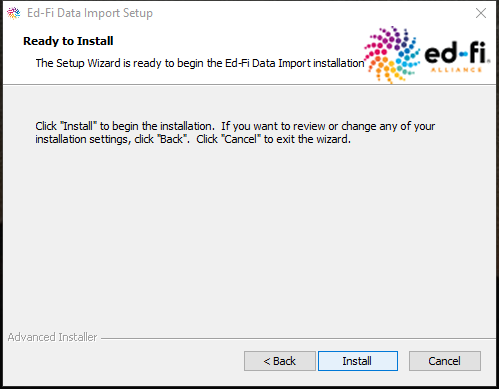 Ed-Fi Data Import Setup
Ready to Install
The Setup Wizard is ready to begin the Ed-Fi Data Import installation
ed-fi®
ALLIANCE
Click "Install" to begin the installation.  If you want to review or change any of your
installation settings, click "Back".  Click "Cancel" to exit the wizard.
Advanced Installer
< Back
Install
Cancel